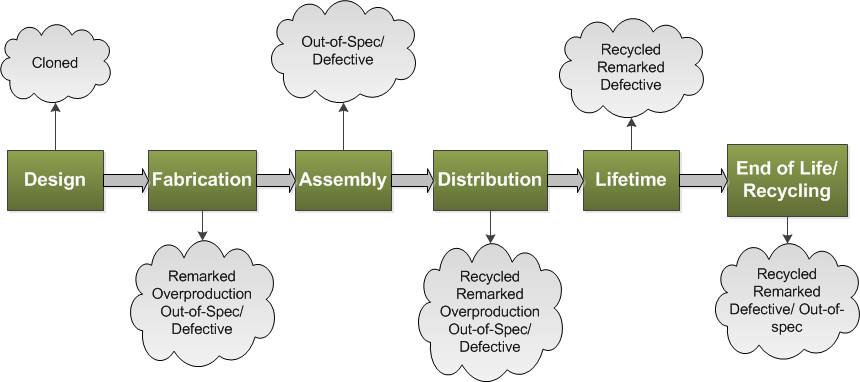 Cloned
Out-of-Spec/
Defective
Recycled
Remarked
Defective
Design
Fabrication
Assembly
Distribution
Lifetime
End of Life/
Recycling
Remarked
Overproduction
Out-of-Spec/
Defective
Recycled
Remarked
Overproduction
Out-of-Spec/
Defective
Recycled
Remarked
Defective/ Out-of-
spec